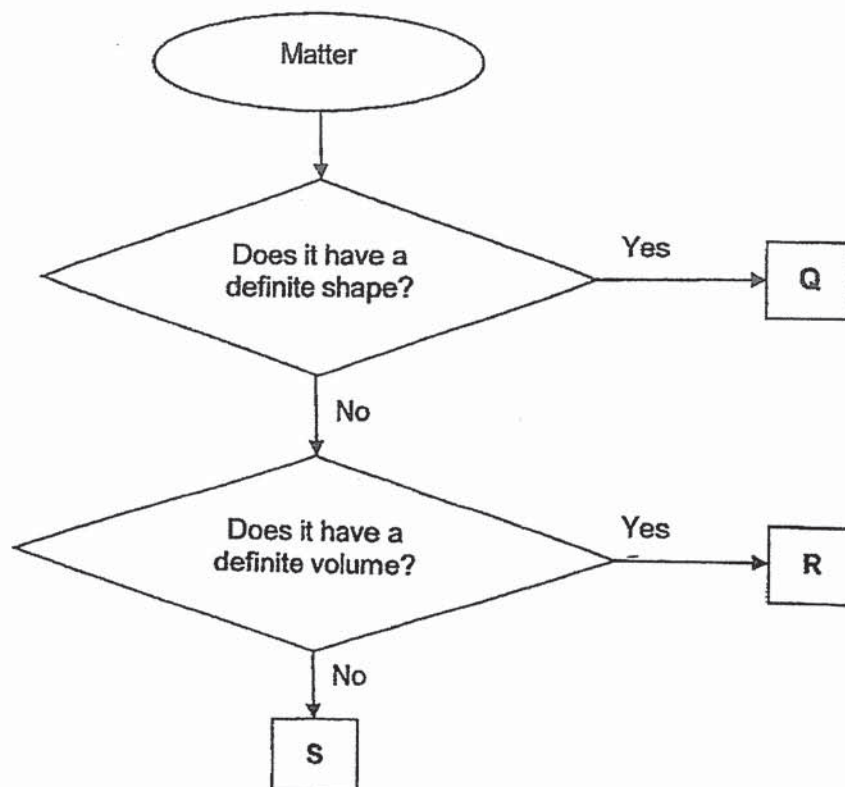 Matter
Does it have a
definite shape?
Yes
Q
No
Does it have a
definite volume?
Yes
R
No
S